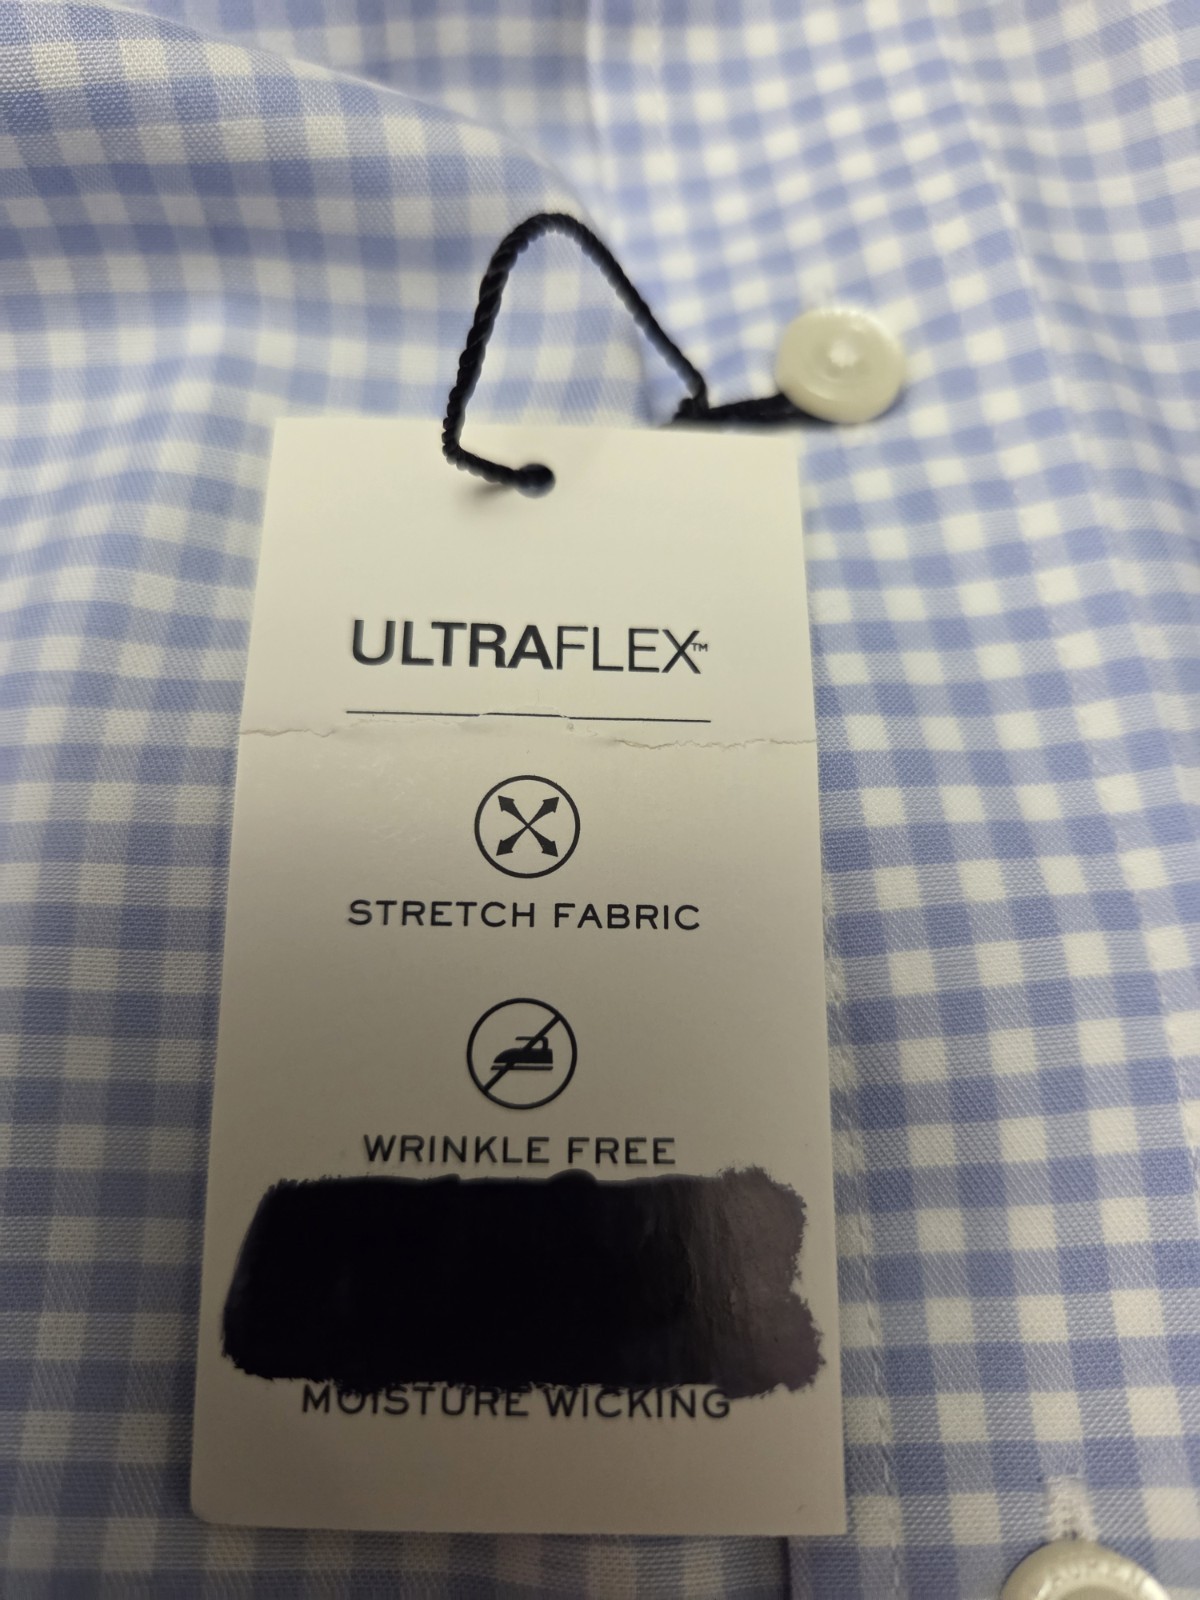 ULTRAFLEX™
STRETCH FABRIC
WRINKLE FREE
MOISTURE WICKING